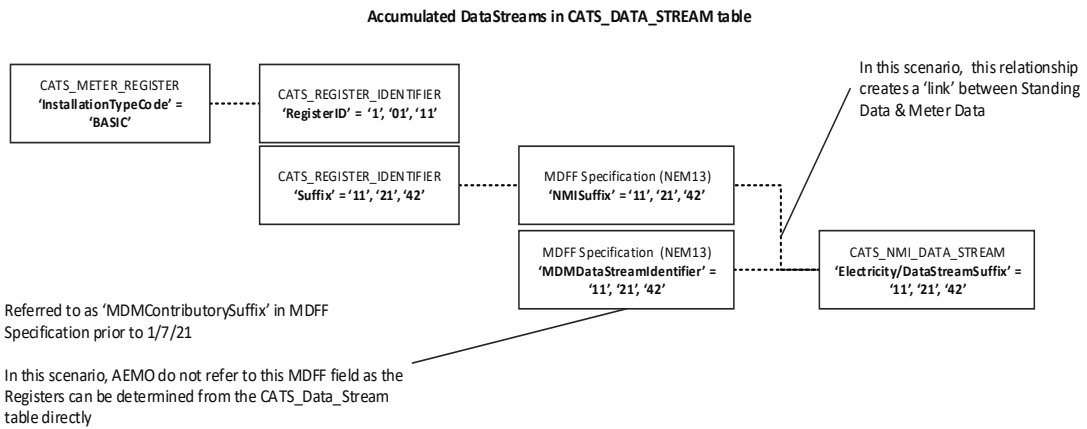 Accumulated DataStreams in CATS_DATA_STREAM table
CATS_METER_REGISTER
‘InstallationTypeCode’ =
‘BASIC’
CATS_REGISTER_IDENTIFIER
‘RegisterID’ = ‘1’, ‘01’, ‘11’
In this scenario, this relationship
creates a ‘link’ between Standing
Data & Meter Data
CATS_REGISTER_IDENTIFIER
‘Suffix’ = ‘11’, ‘21’, ‘42’
MDFF Specification (NEM13)
‘NMISuffix’ = ‘11’, ‘21’, ‘42’
MDFF Specification (NEM13)
‘MDMDataStreamIdentifier’ =
‘11’, ‘21’, ‘42’
CATS_NMI_DATA_STREAM
‘Electricity/DataStreamSuffix’ =
‘11’, ‘21’, ‘42’
Referred to as ‘MDMContributorySuffix’ in MDFF
Specification prior to 1/7/21
In this scenario, AEMO do not refer to this MDFF field as the
Registers can be determined from the CATS_Data_Stream
table directly